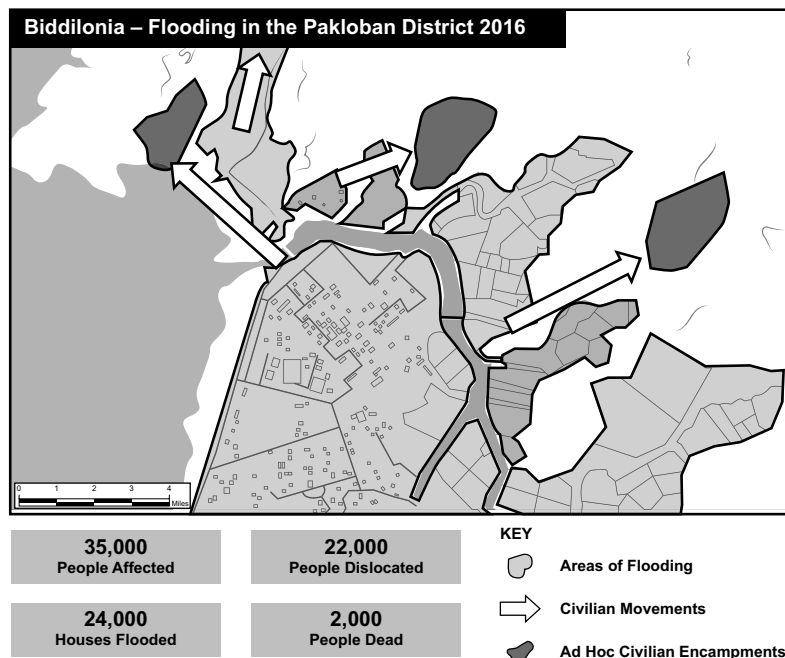 Biddilonia – Flooding in the Pakloban District 2016
0 1 2 3 4
Miles
35,000
People Affected
22,000
People Dislocated
24,000
Houses Flooded
2,000
People Dead
KEY
Areas of Flooding
Civilian Movements
Ad Hoc Civilian Encampments